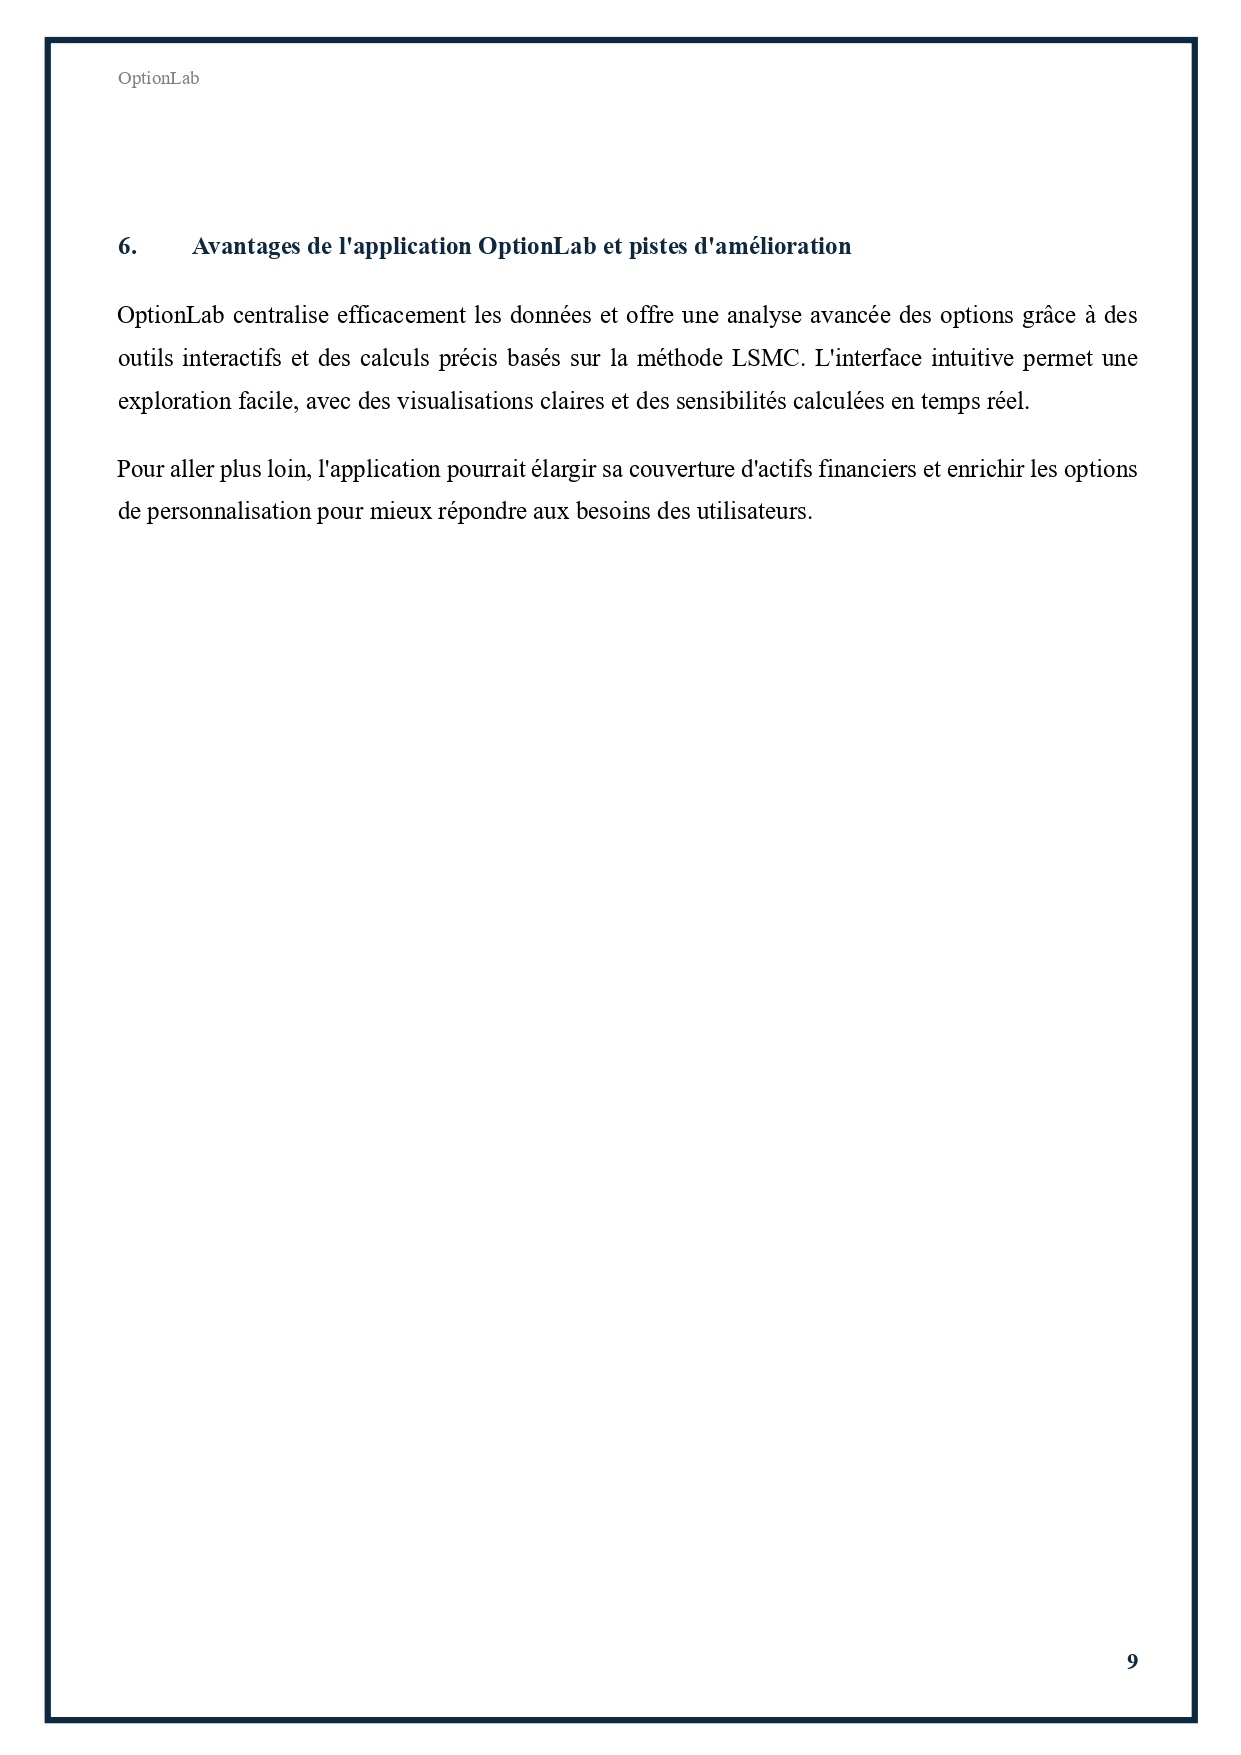 OptionLab
6. Avantages de l'application OptionLab et pistes d'amélioration
OptionLab centralise efficacement les données et offre une analyse avancée des options grâce à des
outils interactifs et des calculs précis basés sur la méthode LSMC. L'interface intuitive permet une
exploration facile, avec des visualisations claires et des sensibilités calculées en temps réel.
Pour aller plus loin, l'application pourrait élargir sa couverture d'actifs financiers et enrichir les options
de personnalisation pour mieux répondre aux besoins des utilisateurs.
9